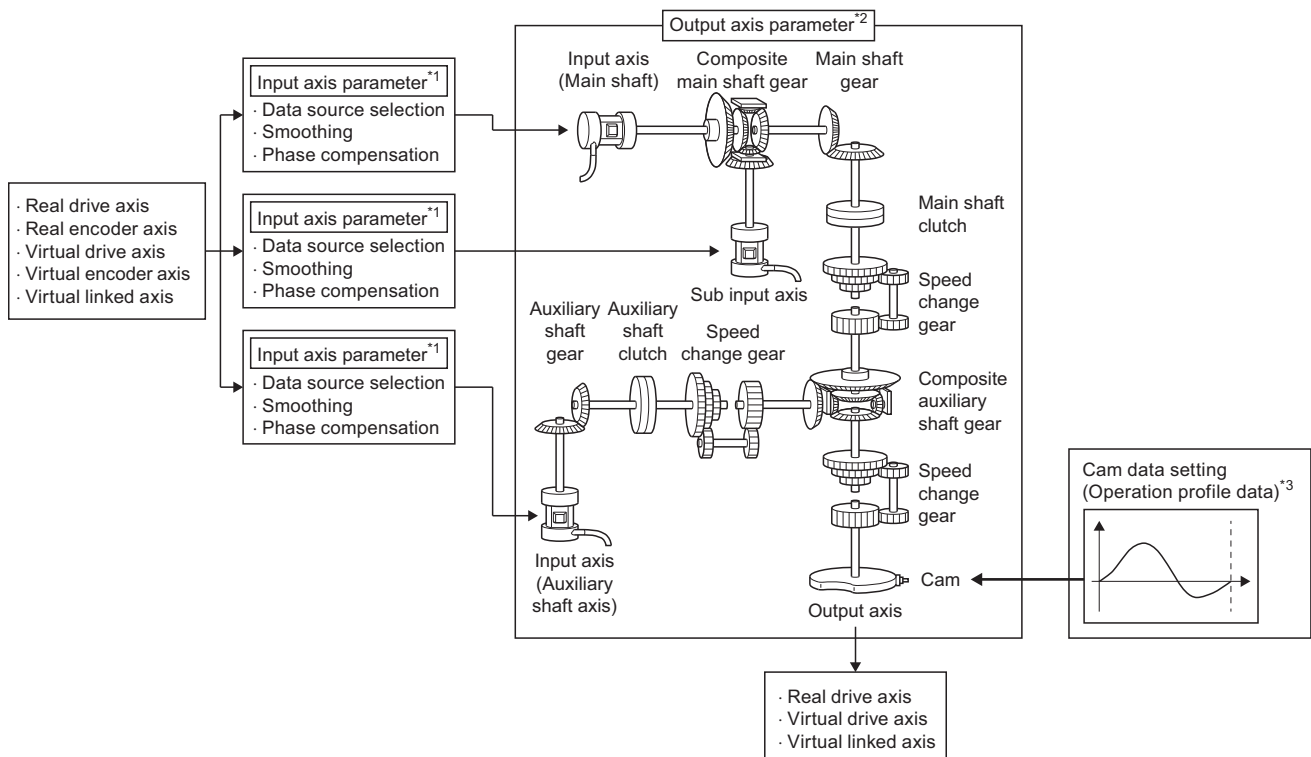 Output axis parameter*2
Input axis
(Main shaft)
Composite
main shaft gear
Main shaft
gear
Input axis parameter*1
· Data source selection
· Smoothing
· Phase compensation
· Real drive axis
· Real encoder axis
· Virtual drive axis
· Virtual encoder axis
· Virtual linked axis
Input axis parameter*1
· Data source selection
· Smoothing
· Phase compensation
Main shaft
clutch
Sub input axis
Speed
change
gear
Input axis parameter*1
· Data source selection
· Smoothing
· Phase compensation
Auxiliary
shaft
gear
Auxiliary
shaft
clutch
Speed
change gear
Composite
auxiliary
shaft gear
Speed
change
gear
Input axis
(Auxiliary
shaft axis)
Cam
Output axis
Cam data setting
(Operation profile data)*3
· Real drive axis
· Virtual drive axis
· Virtual linked axis